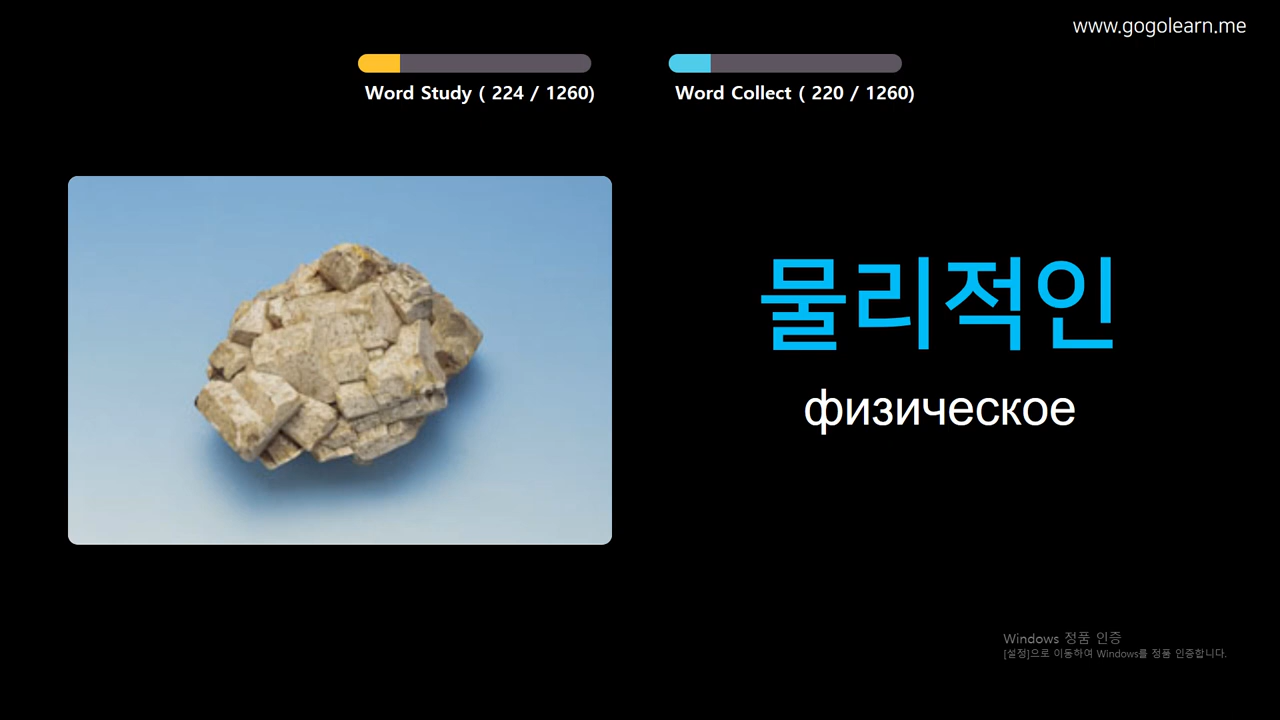 www.gogolearn.me
Word Study ( 224 / 1260)
Word Collect ( 220 / 1260)
물리적인
физическое
Windows 정품 인증
[설정]으로 이동하여 Windows를 정품 인증합니다.